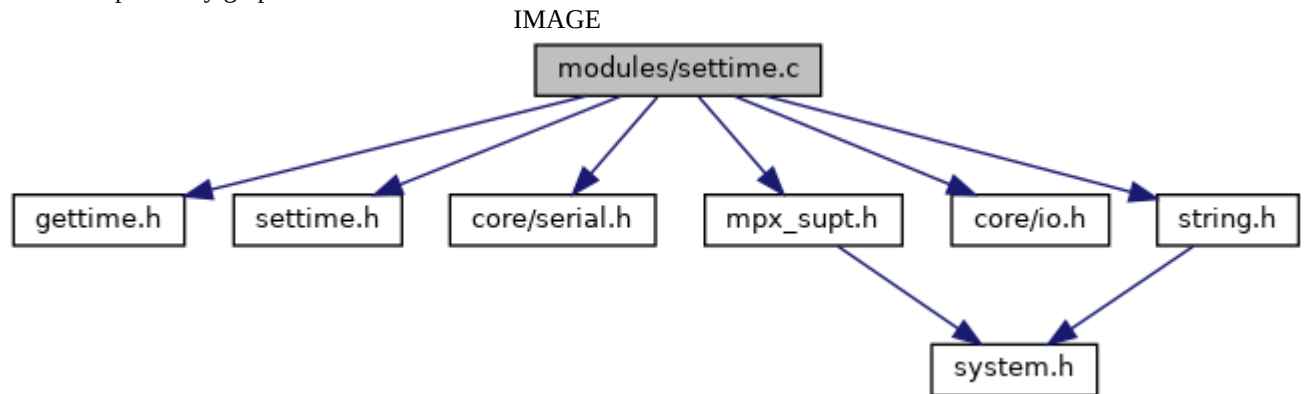 IMAGE
modules/settime.c
gettime.h
settime.h
core/serial.h
mpx_supt.h
core/io.h
string.h
system.h